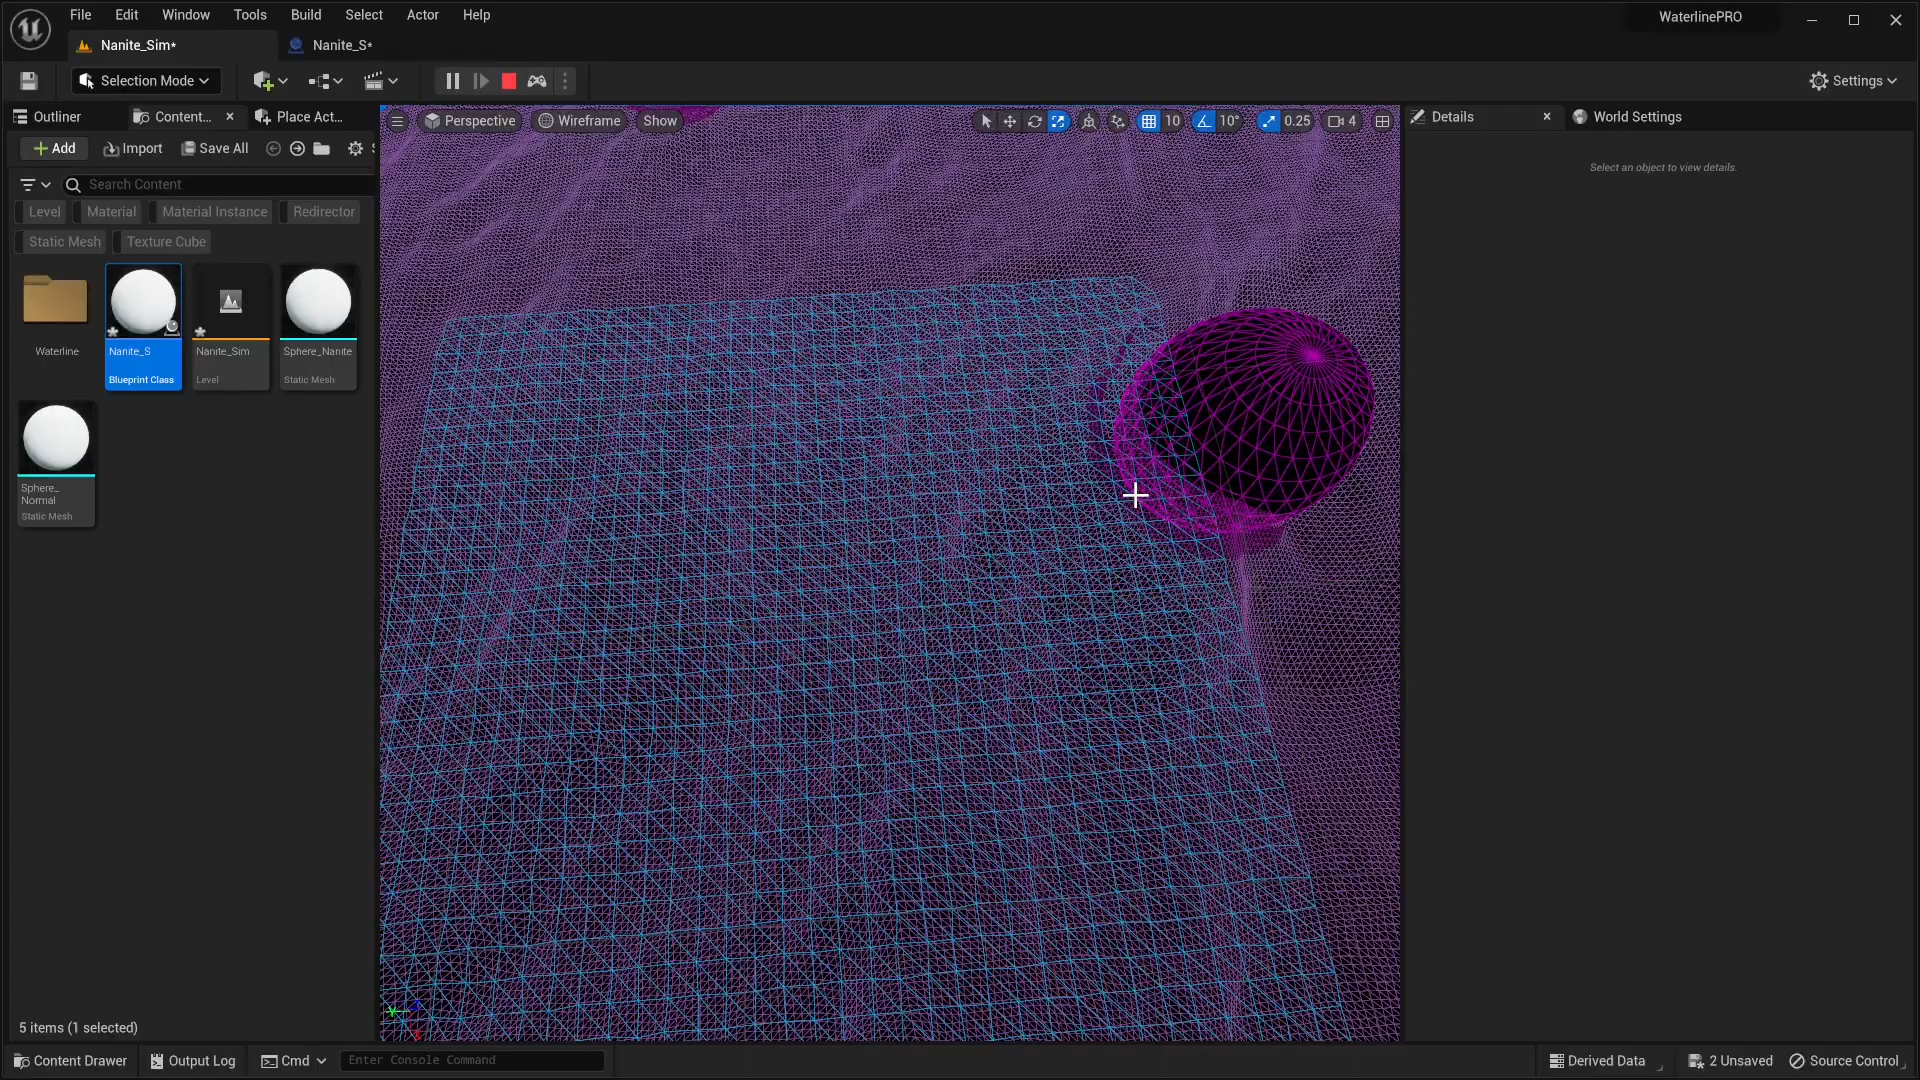 File Edit Window Tools Build Select Actor Help
WaterlinePRO
Nanite_Sim*
Nanite_S*
Selection Mode
Settings
Outliner
Content...
Place Act...
Perspective
Wireframe
Show
10
10°
0.25
4
Details
World Settings
Add
Import
Save All
Select an object to view details.
Search Content
Level
Material
Material Instance
Redirector
Static Mesh
Texture Cube
Waterline
Nanite_S
Blueprint Class
Nanite_Sim
Level
Sphere_Nanite
Static Mesh
Sphere_
Normal
Static Mesh
5 items (1 selected)
Content Drawer
Output Log
Cmd
Enter Console Command
Derived Data
2 Unsaved
Source Control